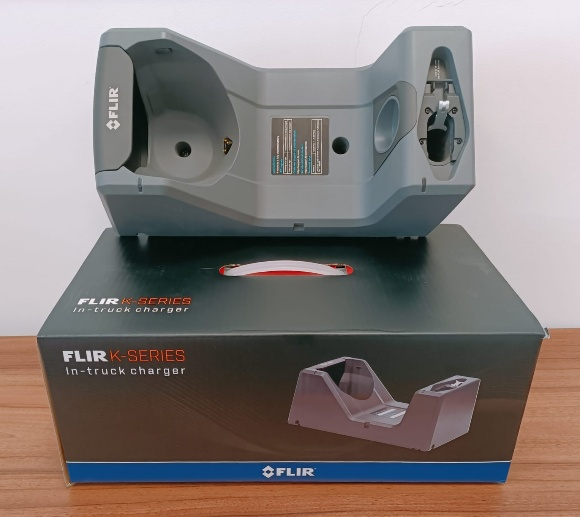 FLIR
FLIR K-SERIES
In-truck charger
FLIR K-SERIES
In-truck charger
FLIR